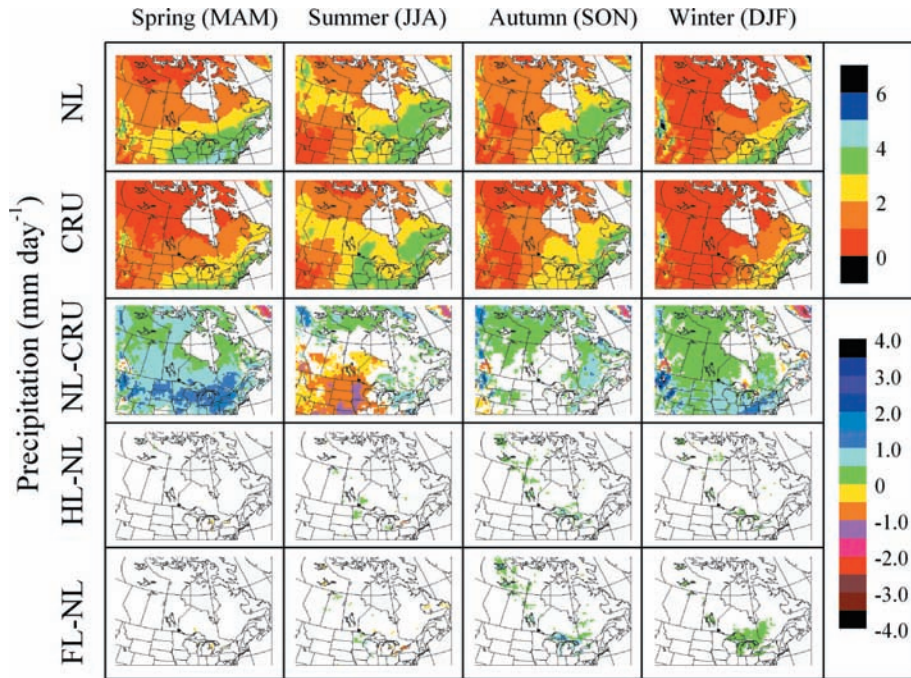 Spring (MAM) Summer (JJA) Autumn (SON) Winter (DJF)
Precipitation (mm day⁻¹)
NL
6
4
2
0
CRU
NL-CRU
4.0
3.0
2.0
1.0
0
-1.0
-2.0
-3.0
-4.0
HL-NL
FL-NL